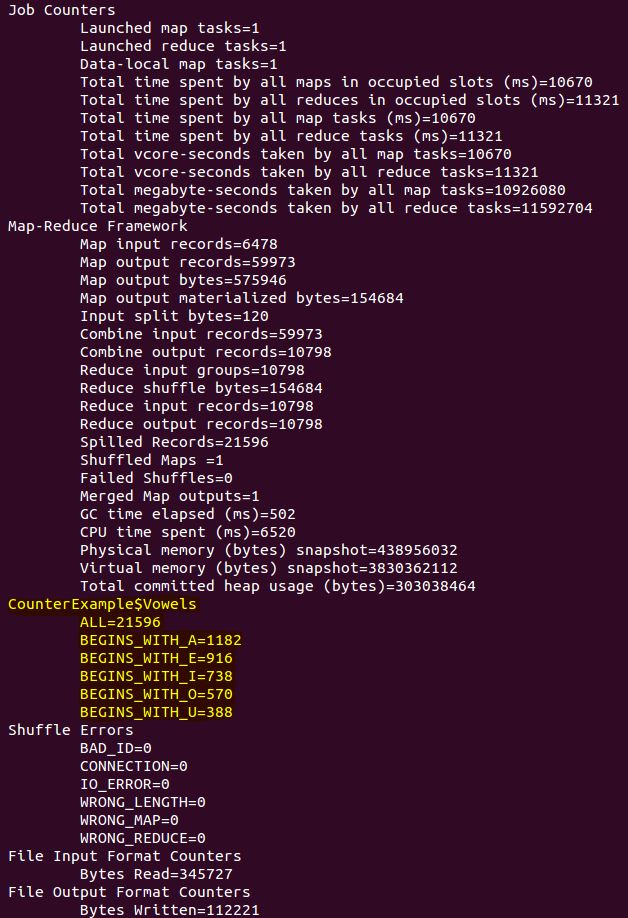 Job Counters
Launched map tasks=1
Launched reduce tasks=1
Data-local map tasks=1
Total time spent by all maps in occupied slots (ms)=10670
Total time spent by all reduces in occupied slots (ms)=11321
Total time spent by all map tasks (ms)=10670
Total time spent by all reduce tasks (ms)=11321
Total vcore-seconds taken by all map tasks=10670
Total vcore-seconds taken by all reduce tasks=11321
Total megabyte-seconds taken by all map tasks=10926080
Total megabyte-seconds taken by all reduce tasks=11592704
Map-Reduce Framework
Map input records=6478
Map output records=59973
Map output bytes=575946
Map output materialized bytes=154684
Input split bytes=120
Combine input records=59973
Combine output records=10798
Reduce input groups=10798
Reduce shuffle bytes=154684
Reduce input records=10798
Reduce output records=10798
Spilled Records=21596
Shuffled Maps =1
Failed Shuffles=0
Merged Map outputs=1
GC time elapsed (ms)=502
CPU time spent (ms)=6520
Physical memory (bytes) snapshot=438956032
Virtual memory (bytes) snapshot=3830362112
Total committed heap usage (bytes)=303038464
CounterExample$Vowels
ALL=21596
BEGINS_WITH_A=1182
BEGINS_WITH_E=916
BEGINS_WITH_I=738
BEGINS_WITH_O=570
BEGINS_WITH_U=388
Shuffle Errors
BAD_ID=0
CONNECTION=0
IO_ERROR=0
WRONG_LENGTH=0
WRONG_MAP=0
WRONG_REDUCE=0
File Input Format Counters
Bytes Read=345727
File Output Format Counters
Bytes Written=112221